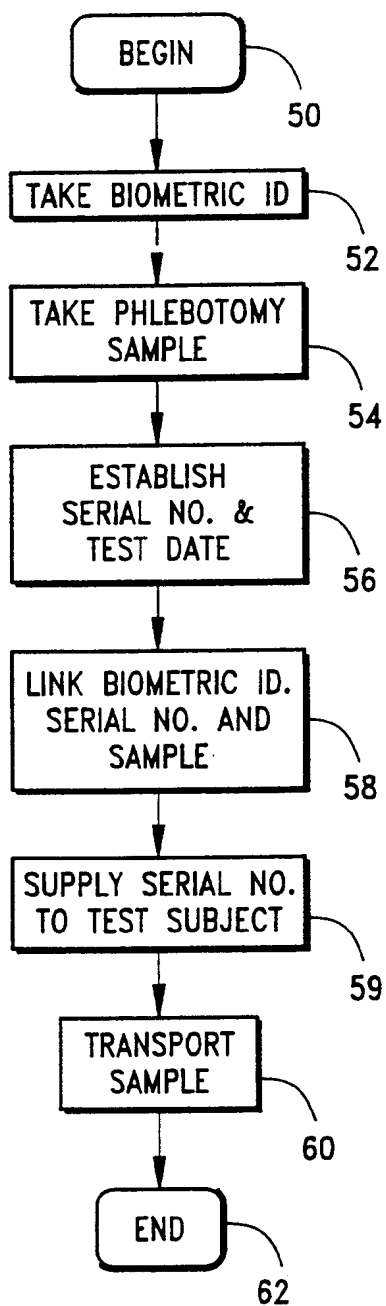 BEGIN
50
TAKE BIOMETRIC ID
52
TAKE PHLEBOTOMY
SAMPLE
54
ESTABLISH
SERIAL NO. &
TEST DATE
56
LINK BIOMETRIC ID.
SERIAL NO. AND
SAMPLE
58
SUPPLY SERIAL NO.
TO TEST SUBJECT
59
TRANSPORT
SAMPLE
60
END
62